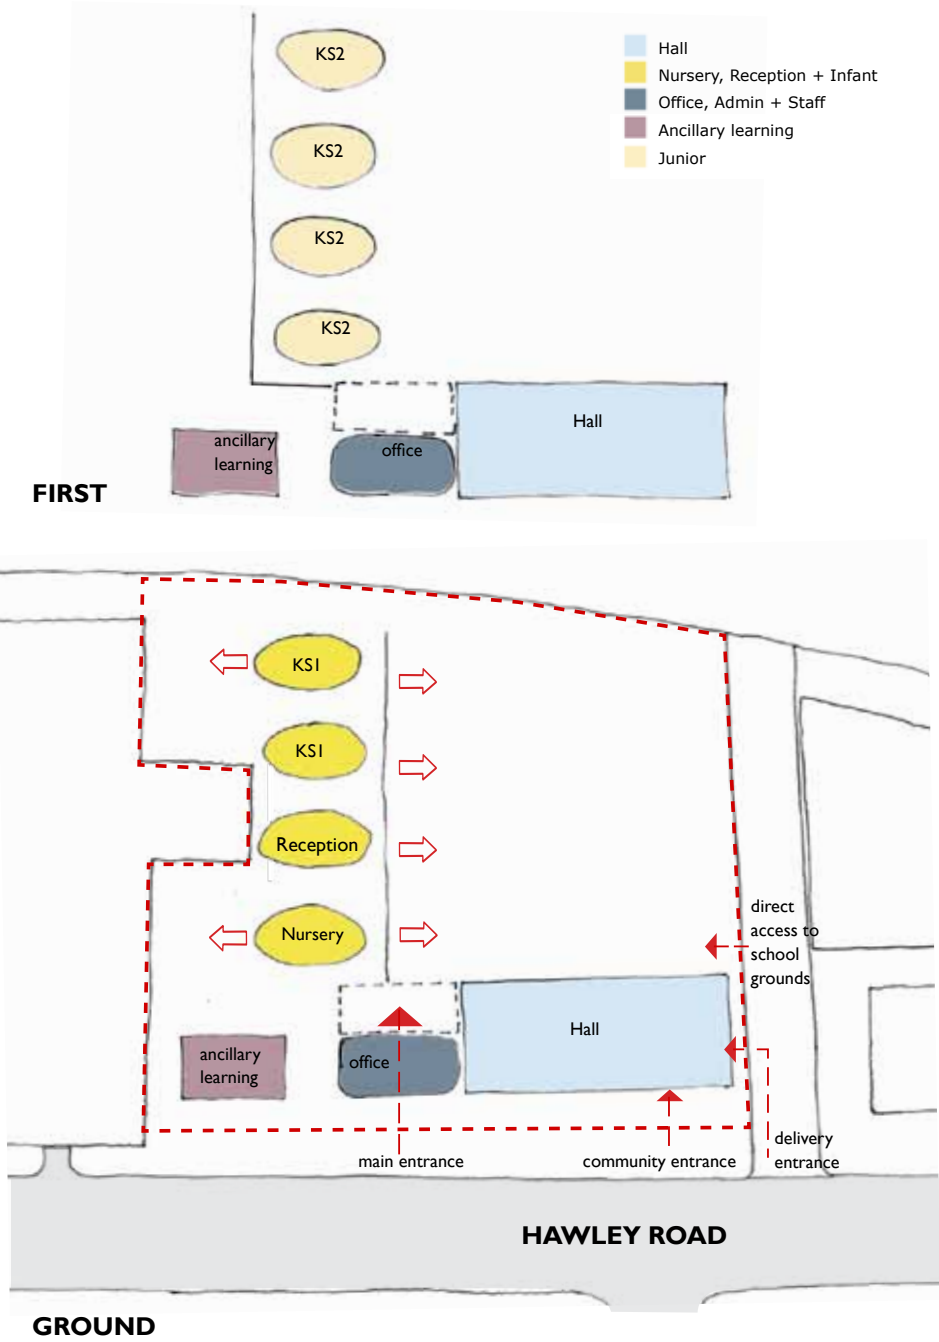 KS2
Hall
Nursery, Reception + Infant
Office, Admin + Staff
Ancillary learning
Junior
KS2
KS2
KS2
Hall
ancillary
learning
office
FIRST
KS1
KS1
Reception
Nursery
direct
access to
school
grounds
Hall
ancillary
learning
office
main entrance
community entrance
delivery
entrance
HAWLEY ROAD
GROUND